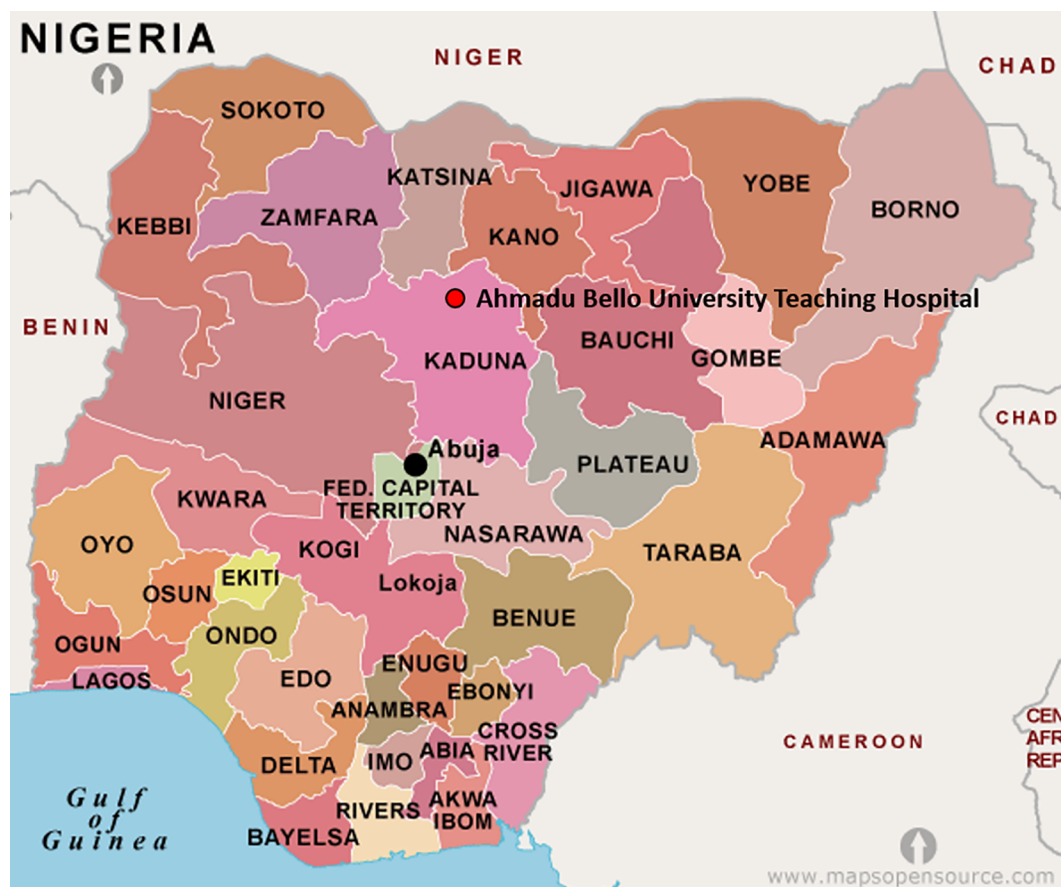 NIGERIA
NIGER
CHAD
SOKOTO
KATSINA
JIGAWA
YOBE
BORNO
KEBBI
ZAMFARA
KANO
Ahmadu Bello University Teaching Hospital
BENIN
KADUNA
BAUCHI
GOMBE
NIGER
CHAD
ADAMAWA
Abuja
PLATEAU
FED. CAPITAL
TERRITORY
KWARA
NASARAWA
OYO
KOGI
TARABA
EKITI
Lokoja
OSUN
BENUE
ONDO
OGUN
ENUGU
LAGOS
EDO
EBONYI
ANAMBRA
CROSS
RIVER
CEN
AFR
REP
CAMEROON
ABIA
IMO
DELTA
Gulf
of
Guinea
RIVERS
AKWA
IBOM
BAYELSA
www.mapsopensource.com